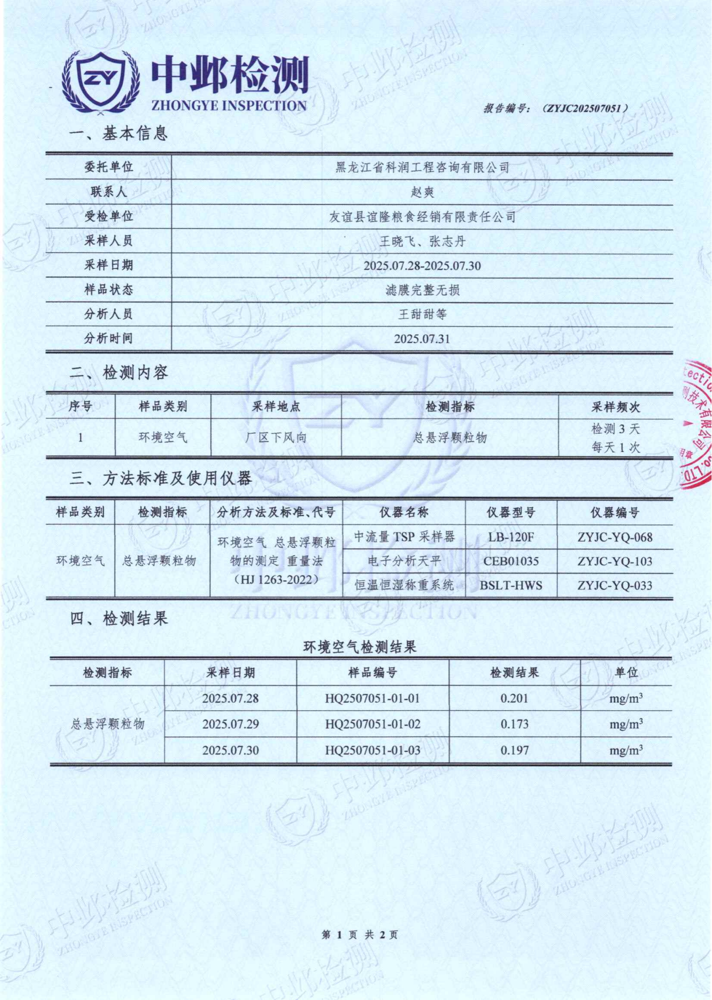 ZY 中邺检测
ZHONGYE INSPECTION
报告编号：（ZYJC202507051）
一、基本信息
委托单位 黑龙江省科润工程咨询有限公司
联系人 赵爽
受检单位 友谊县谊隆粮食经销有限责任公司
采样人员 王晓飞、张志丹
采样日期 2025.07.28-2025.07.30
样品状态 滤膜完整无损
分析人员 王甜甜等
分析时间 2025.07.31
二、检测内容
序号 样品类别 采样地点 检测指标 采样频次
1 环境空气 厂区下风向 总悬浮颗粒物 检测 3 天
每天 1 次
三、方法标准及使用仪器
样品类别 检测指标 分析方法及标准、代号 仪器名称 仪器型号 仪器编号
环境空气 总悬浮颗粒物 环境空气 总悬浮颗粒
物的测定 重量法
（HJ 1263-2022）
中流量 TSP 采样器 LB-120F ZYJC-YQ-068
电子分析天平 CEB01035 ZYJC-YQ-103
恒温恒湿称重系统 BSLT-HWS ZYJC-YQ-033
四、检测结果
环境空气检测结果
检测指标 采样日期 样品编号 检测结果 单位
总悬浮颗粒物
2025.07.28 HQ2507051-01-01 0.201 mg/m³
2025.07.29 HQ2507051-01-02 0.173 mg/m³
2025.07.30 HQ2507051-01-03 0.197 mg/m³
第 1 页 共 2 页
技术有限公司
用章
Co.LTD.